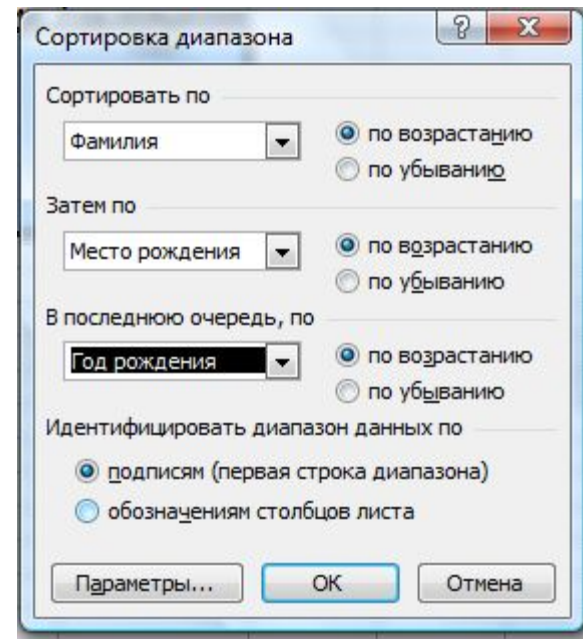 Сортировка диапазона
?
X
Сортировать по
Фамилия
по возрастанию
по убыванию
Затем по
Место рождения
по возрастанию
по убыванию
В последнюю очередь, по
Год рождения
по возрастанию
по убыванию
Идентифицировать диапазон данных по
подписям (первая строка диапазона)
обозначениям столбцов листа
Параметры... ОК Отмена